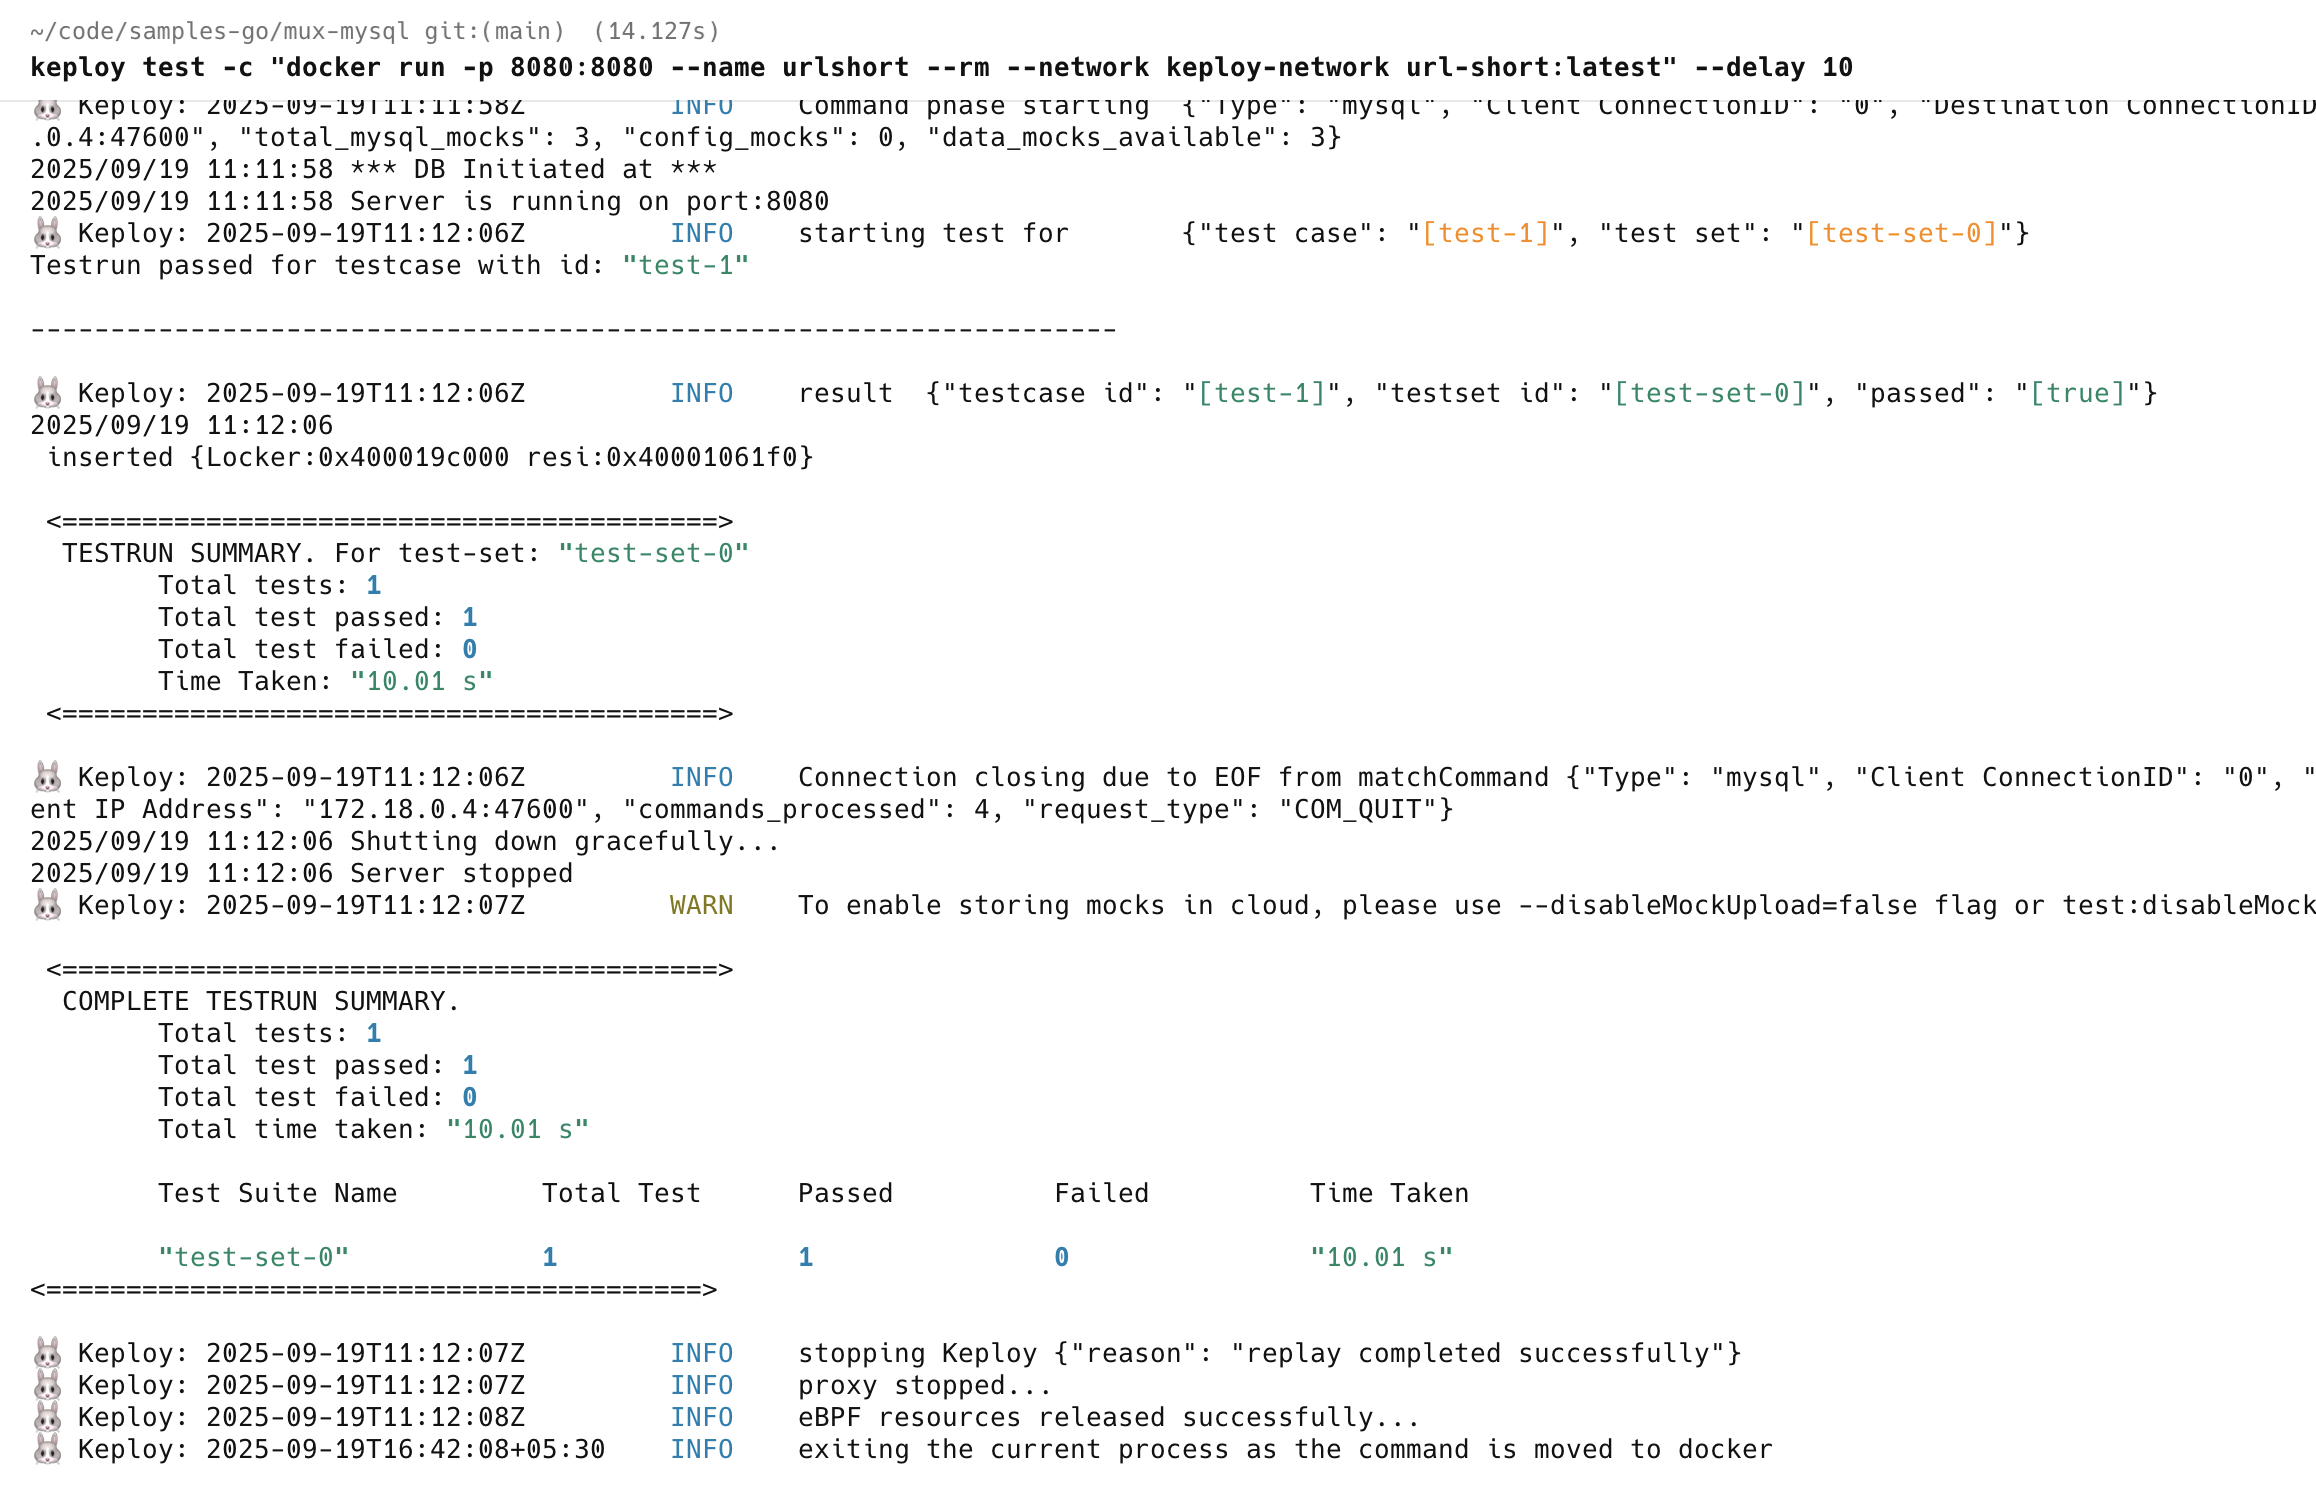 ~/code/samples-go/mux-mysql git:(main) (14.127s)
keploy test -c "docker run -p 8080:8080 --name urlshort --rm --network keploy-network url-short:latest" --delay 10
🐰 Keploy: 2025-09-19T11:11:58Z INFO Command phase starting {"Type": "mysql", "Client ConnectionID": "0", "Destination ConnectionID
.0.4:47600", "total_mysql_mocks": 3, "config_mocks": 0, "data_mocks_available": 3}
2025/09/19 11:11:58 *** DB Initiated at ***
2025/09/19 11:11:58 Server is running on port:8080
🐰 Keploy: 2025-09-19T11:12:06Z INFO starting test for {"test case": "[test-1]", "test set": "[test-set-0]"}
Testrun passed for testcase with id: "test-1"
--------------------------------------------------------------------
🐰 Keploy: 2025-09-19T11:12:06Z INFO result {"testcase id": "[test-1]", "testset id": "[test-set-0]", "passed": "[true]"}
2025/09/19 11:12:06
inserted {Locker:0x400019c000 resi:0x40001061f0}
<=========================================>
TESTRUN SUMMARY. For test-set: "test-set-0"
Total tests: 1
Total test passed: 1
Total test failed: 0
Time Taken: "10.01 s"
<=========================================>
🐰 Keploy: 2025-09-19T11:12:06Z INFO Connection closing due to EOF from matchCommand {"Type": "mysql", "Client ConnectionID": "0", "
ent IP Address": "172.18.0.4:47600", "commands_processed": 4, "request_type": "COM_QUIT"}
2025/09/19 11:12:06 Shutting down gracefully...
2025/09/19 11:12:06 Server stopped
🐰 Keploy: 2025-09-19T11:12:07Z WARN To enable storing mocks in cloud, please use --disableMockUpload=false flag or test:disableMock
<=========================================>
COMPLETE TESTRUN SUMMARY.
Total tests: 1
Total test passed: 1
Total test failed: 0
Total time taken: "10.01 s"
Test Suite Name Total Test Passed Failed Time Taken
"test-set-0" 1 1 0 "10.01 s"
<=========================================>
🐰 Keploy: 2025-09-19T11:12:07Z INFO stopping Keploy {"reason": "replay completed successfully"}
🐰 Keploy: 2025-09-19T11:12:07Z INFO proxy stopped...
🐰 Keploy: 2025-09-19T11:12:08Z INFO eBPF resources released successfully...
🐰 Keploy: 2025-09-19T16:42:08+05:30 INFO exiting the current process as the command is moved to docker